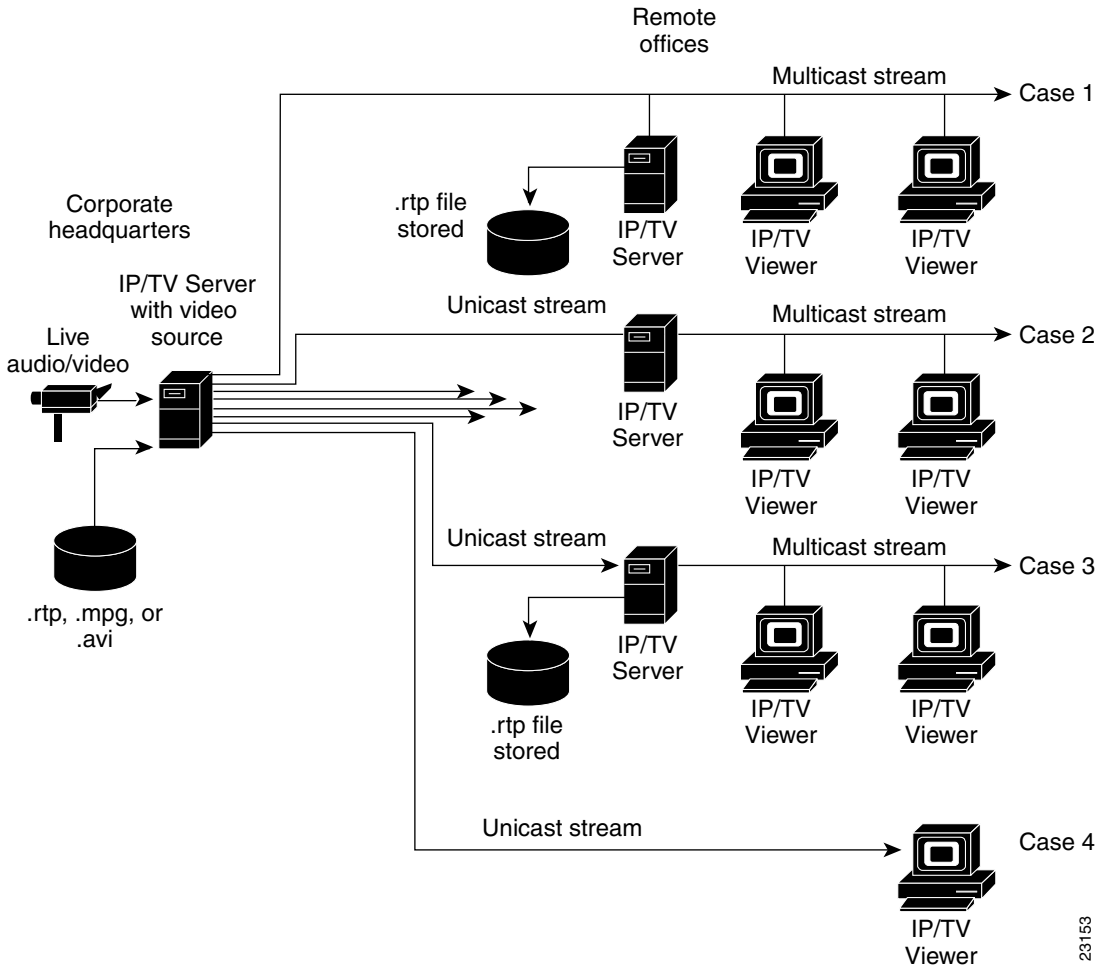 Remote
offices
Multicast stream
Case 1
.rtp file
stored
IP/TV
Server
IP/TV
Viewer
IP/TV
Viewer
Corporate
headquarters
IP/TV Server
with video
source
Live
audio/video
.rtp, .mpg, or
.avi
Unicast stream
Multicast stream
Case 2
IP/TV
Server
IP/TV
Viewer
IP/TV
Viewer
Unicast stream
Multicast stream
Case 3
IP/TV
Server
.rtp file
stored
IP/TV
Viewer
IP/TV
Viewer
Unicast stream
Case 4
IP/TV
Viewer
23153